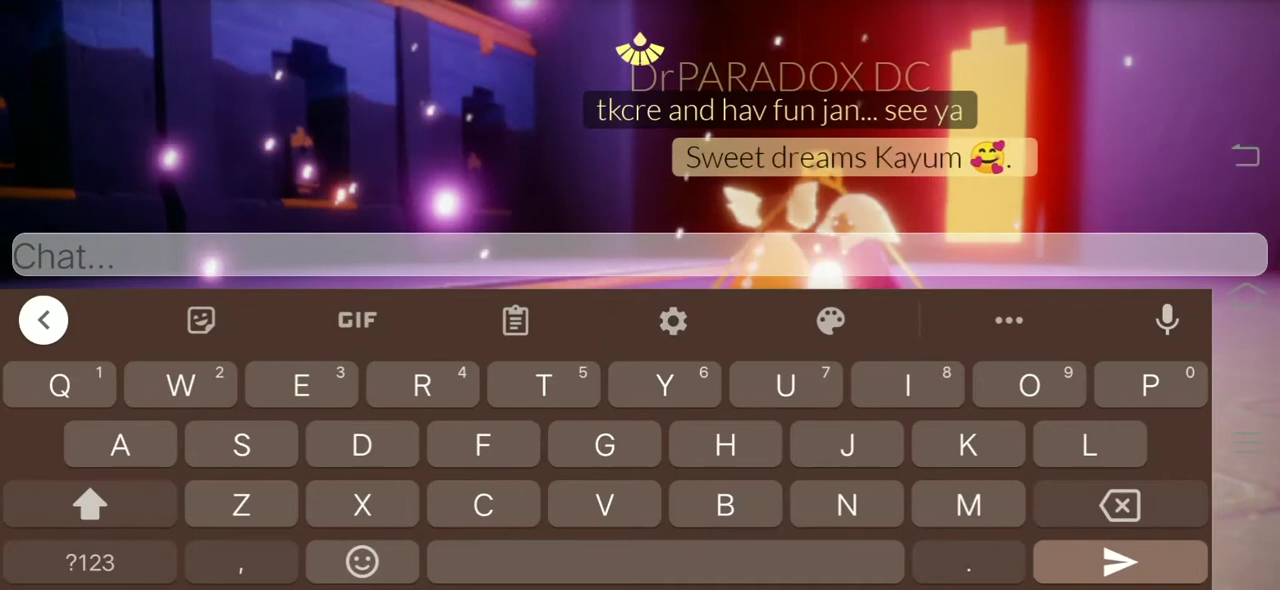 DrPARADOX DC
tkcre and hav fun jan... see ya
Sweet dreams Kayum 🥰.
Chat...
GIF
Q 1 W 2 E 3 R 4 T 5 Y 6 U 7 I 8 O 9 P 0
A S D F G H J K L
Z X C V B N M
?123 , .